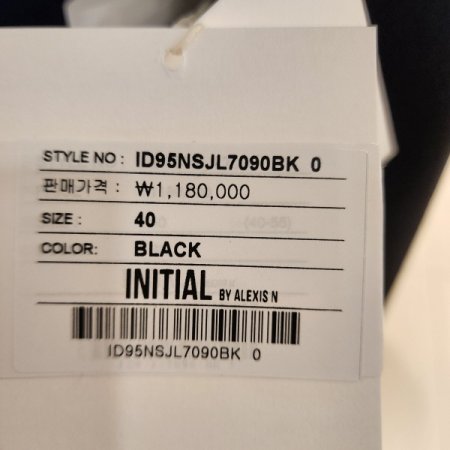 STYLE NO : ID95NSJL7090BK 0
판매가격 : ₩1,180,000
SIZE : 40
COLOR: BLACK
INITIAL BY ALEXIS N
ID95NSJL7090BK 0